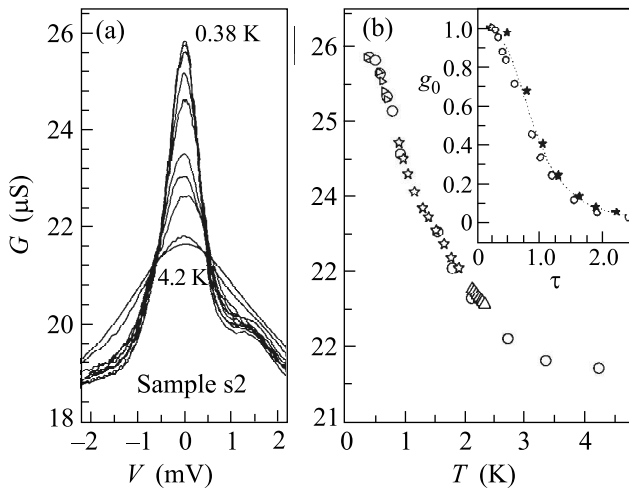 (a)
0.38 K
4.2 K
Sample s2
G (μS)
26
24
22
20
18
–2 –1 0 1 2
V (mV)
(b)
26
25
24
22
22
21
0 1 2 3 4
T (K)
g0
1.0
0.8
0.6
0.4
0.2
0
0 1.0 2.0
τ